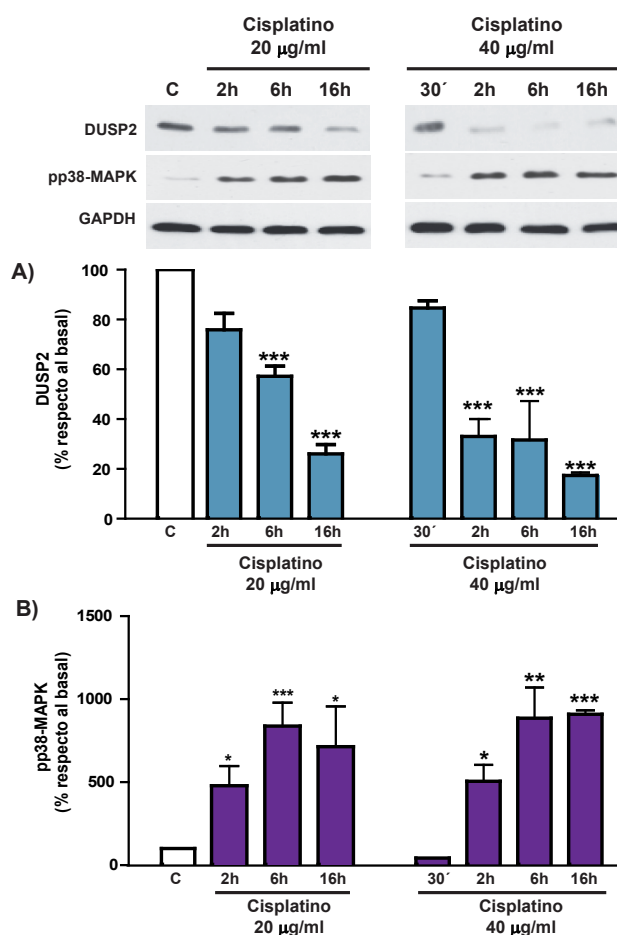 Cisplatino Cisplatino
20 µg/ml 40 µg/ml
C 2h 6h 16h 30´ 2h 6h 16h
DUSP2
pp38-MAPK
GAPDH
A)
DUSP2
(% respecto al basal)
100
80
60
40
20
0
***
***
***
***
***
C 2h 6h 16h 30´ 2h 6h 16h
Cisplatino Cisplatino
20 µg/ml 40 µg/ml
B)
pp38-MAPK
(% respecto al basal)
1500
1000
500
0
*
***
*
*
**
***
C 2h 6h 16h 30´ 2h 6h 16h
Cisplatino Cisplatino
20 µg/ml 40 µg/ml